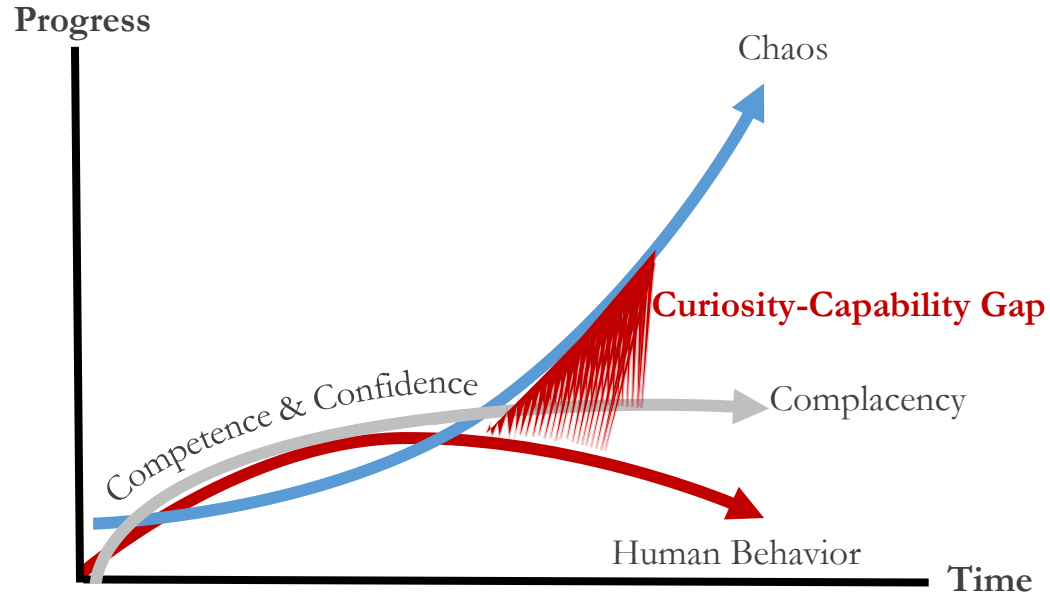 Progress
Chaos
Curiosity-Capability Gap
Competence & Confidence
Complacency
Human Behavior
Time